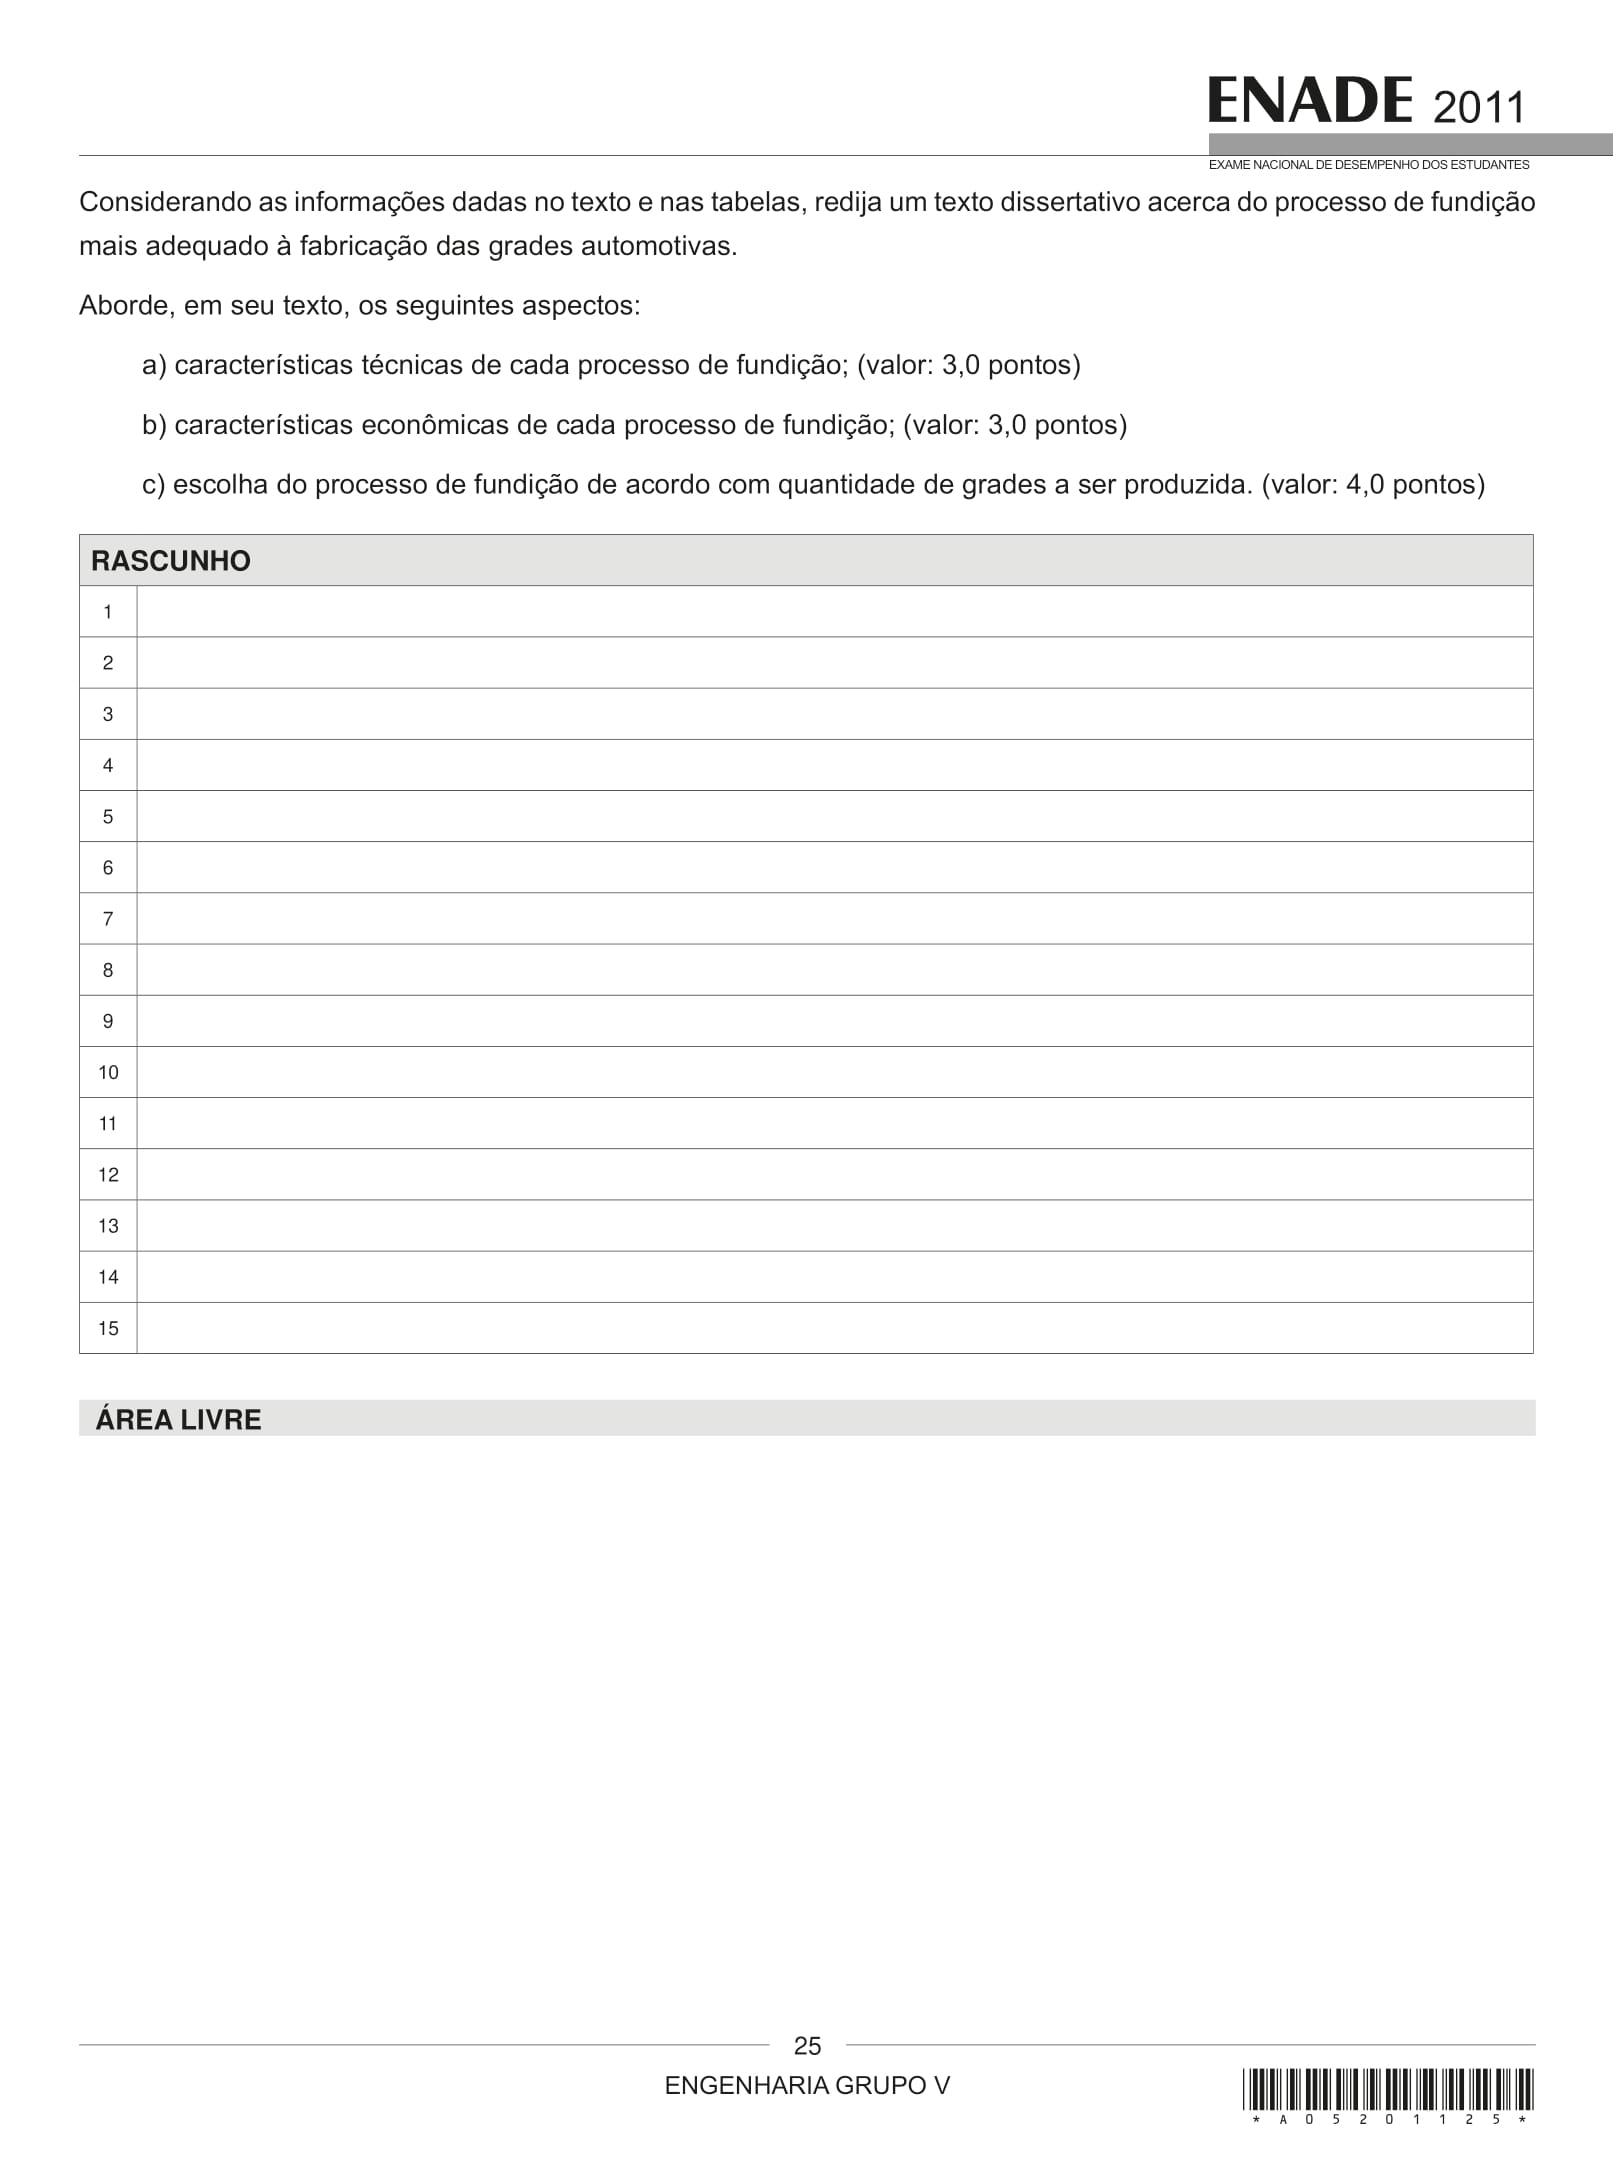 ENADE 2011
EXAME NACIONAL DE DESEMPENHO DOS ESTUDANTES
Considerando as informações dadas no texto e nas tabelas, redija um texto dissertativo acerca do processo de fundição
mais adequado à fabricação das grades automotivas.
Aborde, em seu texto, os seguintes aspectos:
a) características técnicas de cada processo de fundição; (valor: 3,0 pontos)
b) características econômicas de cada processo de fundição; (valor: 3,0 pontos)
c) escolha do processo de fundição de acordo com quantidade de grades a ser produzida. (valor: 4,0 pontos)
RASCUNHO
1
2
3
4
5
6
7
8
9
10
11
12
13
14
15
ÁREA LIVRE
25
ENGENHARIA GRUPO V
* A 0 5 2 0 1 1 2 5 *